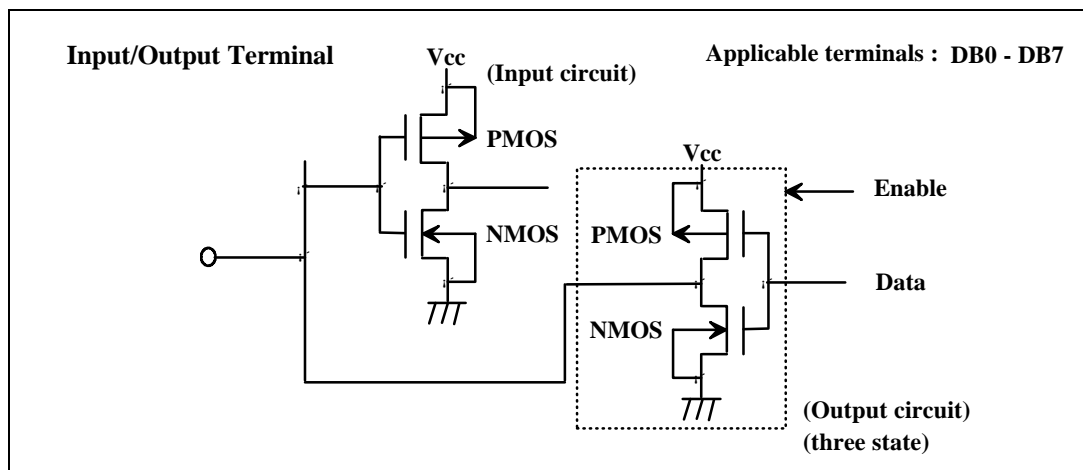 Input/Output Terminal
Applicable terminals : DB0 - DB7
Vcc
(Input circuit)
PMOS
Vcc
Enable
NMOS
PMOS
Data
NMOS
(Output circuit)
(three state)